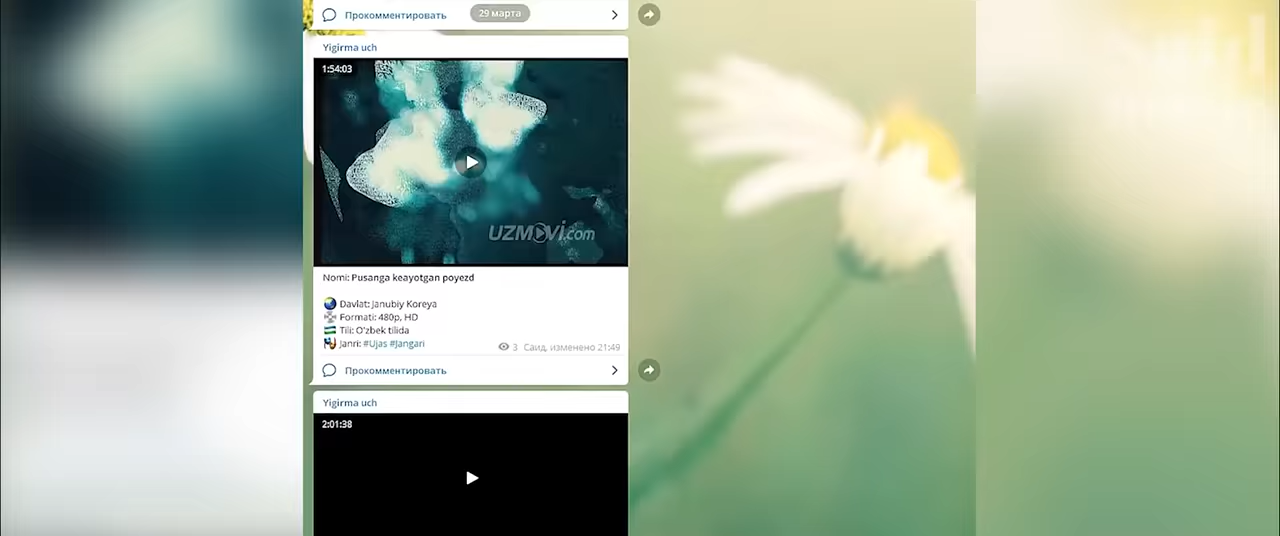 Прокомментировать
29 марта
Yigirma uch
1:54:03
UZMOVi.com
Nomi: Pusanga keayotgan poyezd
Davlat: Janubiy Koreya
Formati: 480p, HD
Tili: O'zbek tilida
Janri: #Ujas #Jangari
3 Саид, изменено 21:49
Прокомментировать
Yigirma uch
2:01:38